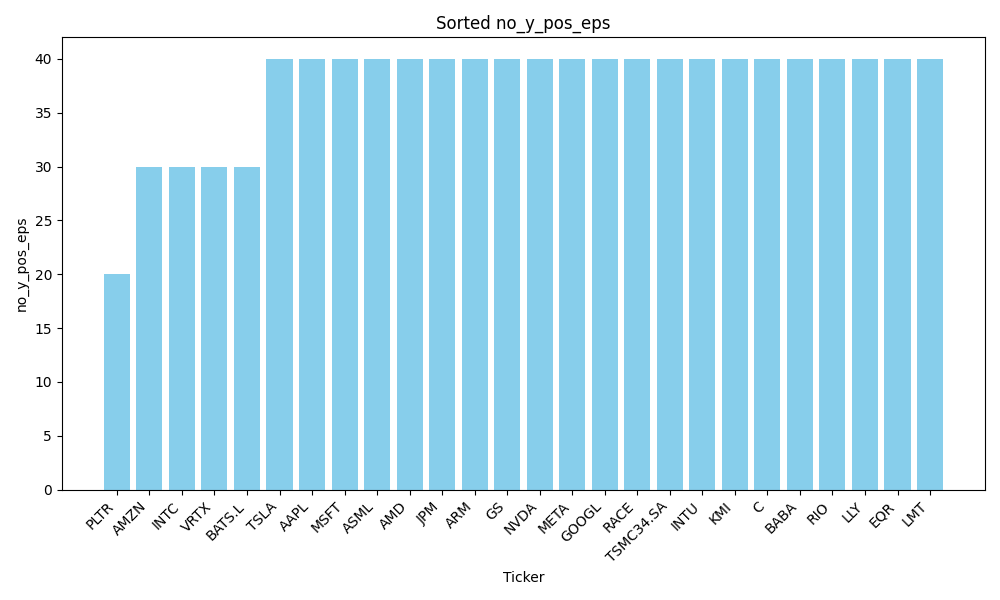 Sorted no_y_pos_eps
no_y_pos_eps
40
35
30
25
20
15
10
5
0
PLTR
AMZN
INTC
VRTX
BATS.L
TSLA
AAPL
MSFT
ASML
AMD
JPM
ARM
GS
NVDA
META
GOOGL
RACE
TSMC34.SA
INTU
KMI
C
BABA
RIO
LLY
EQR
LMT
Ticker